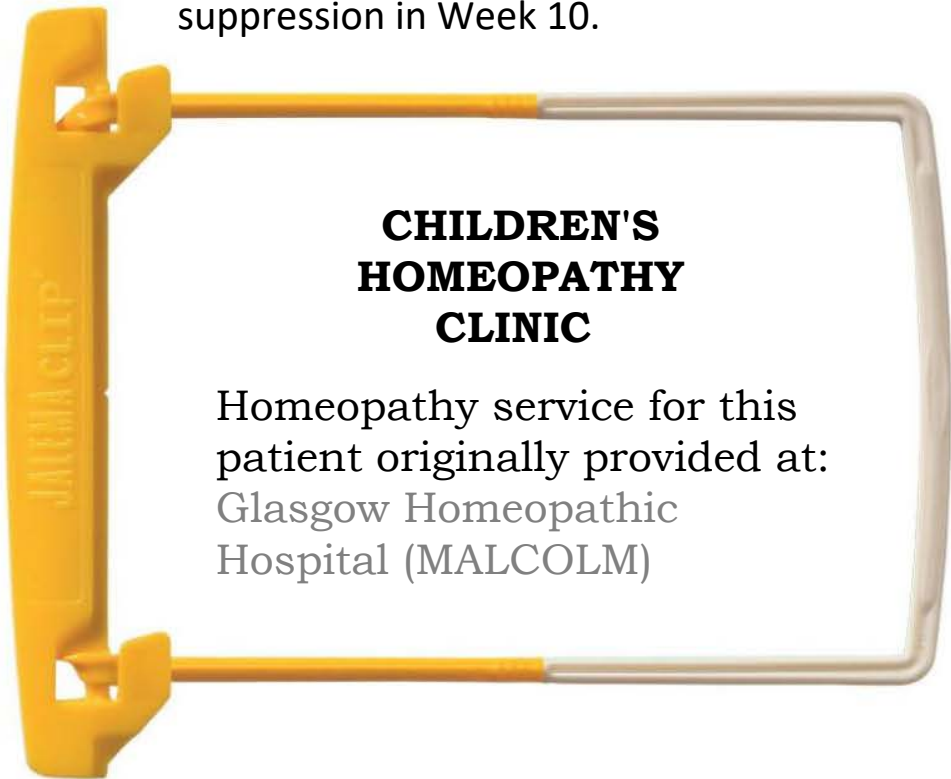 suppression in Week 10.
CHILDREN'S
HOMEOPATHY
CLINIC
Homeopathy service for this
patient originally provided at:
Glasgow Homeopathic
Hospital (MALCOLM)
JALEMA CLIP